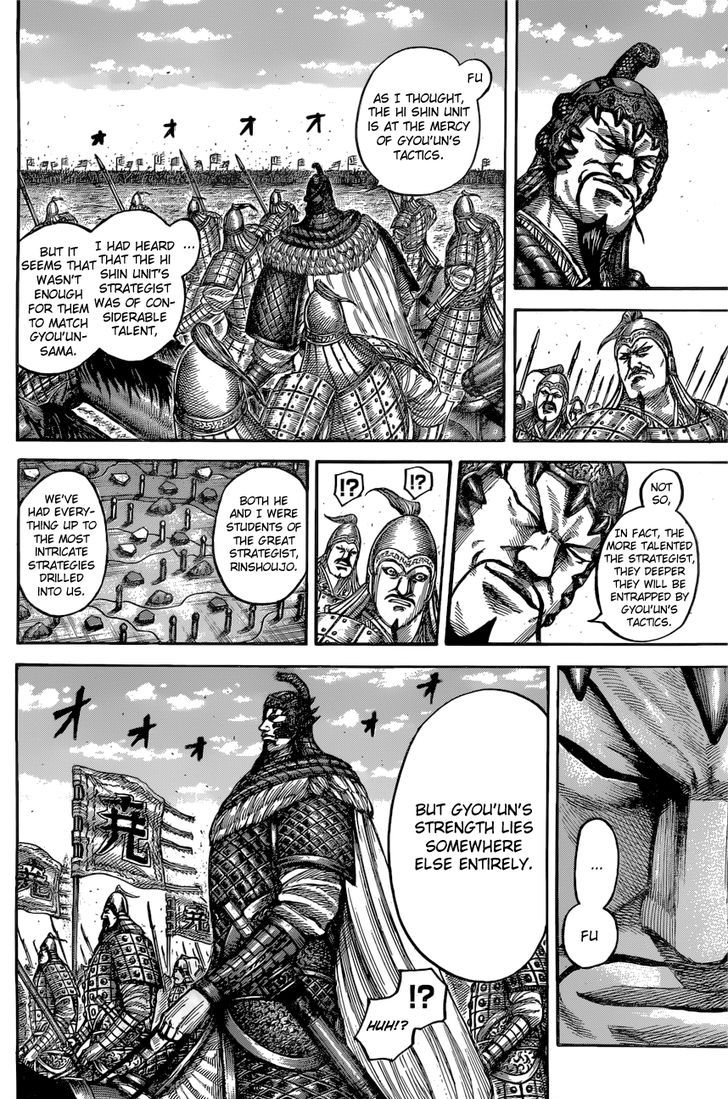 FU
AS I THOUGHT,
THE HI SHIN UNIT
IS AT THE MERCY
OF GYOU'UN'S
TACTICS.
オ
オ
オ
オ
...
I HAD HEARD
THAT THE HI
SHIN UNIT'S
STRATEGIST
WAS OF CON-
SIDERABLE
TALENT,
BUT IT
SEEMS THAT
WASN'T
ENOUGH
FOR THEM
TO MATCH
GYOU'UN-
SAMA.
NOT
SO,
IN FACT, THE
MORE TALENTED
THE STRATEGIST,
THEY DEEPER
THEY WILL BE
ENTRAPPED BY
GYOU'UN'S
TACTICS.
!?
!?
BOTH HE
AND I WERE
STUDENTS OF
THE GREAT
STRATEGIST,
RINSHOUJO.
WE'VE
HAD EVERY-
THING UP TO
THE MOST
INTRICATE
STRATEGIES
DRILLED
INTO US.
...
FU
BUT GYOU'UN'S
STRENGTH LIES
SOMEWHERE
ELSE ENTIRELY.
オ
オ
オ
オ
オ
尭
尭
尭
!?
HUH!?